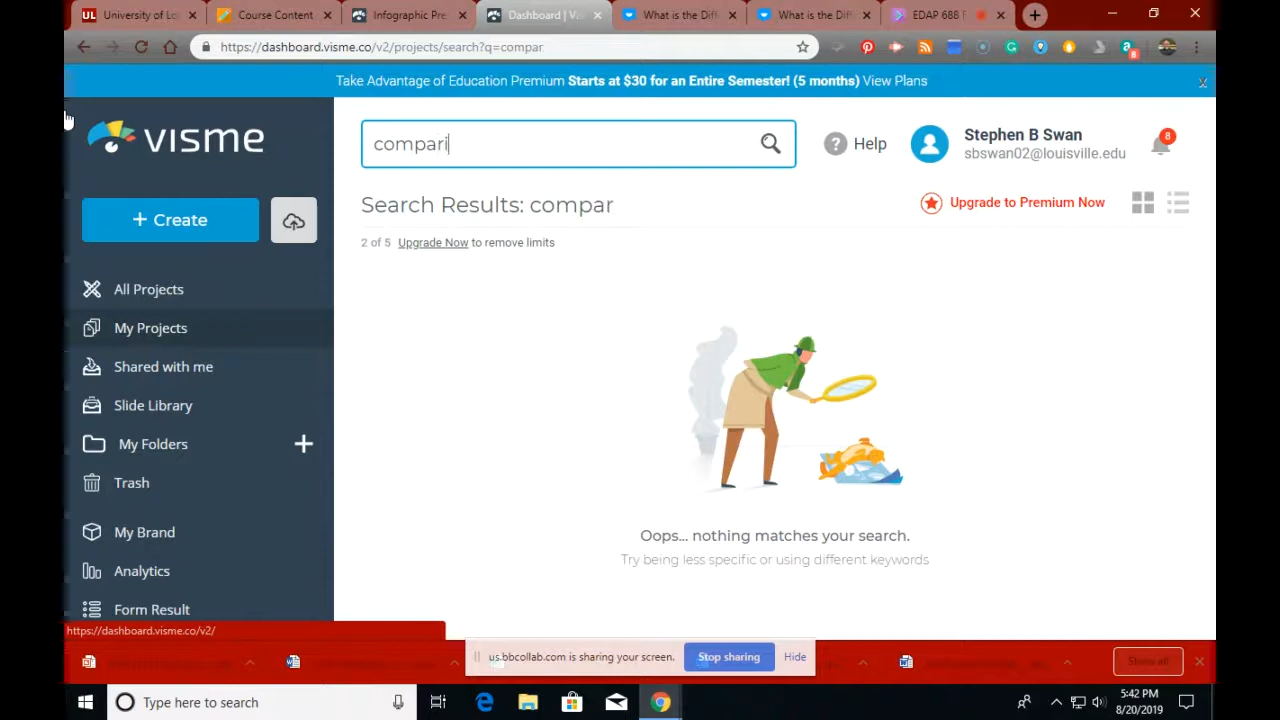 University of Lo
Course Content
Infographic Pre
Dashboard | Vi
What is the Diff
What is the Diff
EDAP 688 F
https://dashboard.visme.co/v2/projects/search?q=compar
Take Advantage of Education Premium Starts at $30 for an Entire Semester! (5 months) View Plans
x
visme
compari
Help
Stephen B Swan
sbswan02@louisville.edu
8
+ Create
Search Results: compar
Upgrade to Premium Now
2 of 5 Upgrade Now to remove limits
All Projects
My Projects
Shared with me
Slide Library
My Folders
Trash
My Brand
Analytics
Form Result
Oops... nothing matches your search.
Try being less specific or using different keywords
https://dashboard.visme.co/v2/
us.bbcollab.com is sharing your screen.
Stop sharing
Hide
Show all
Type here to search
5:42 PM
8/20/2019